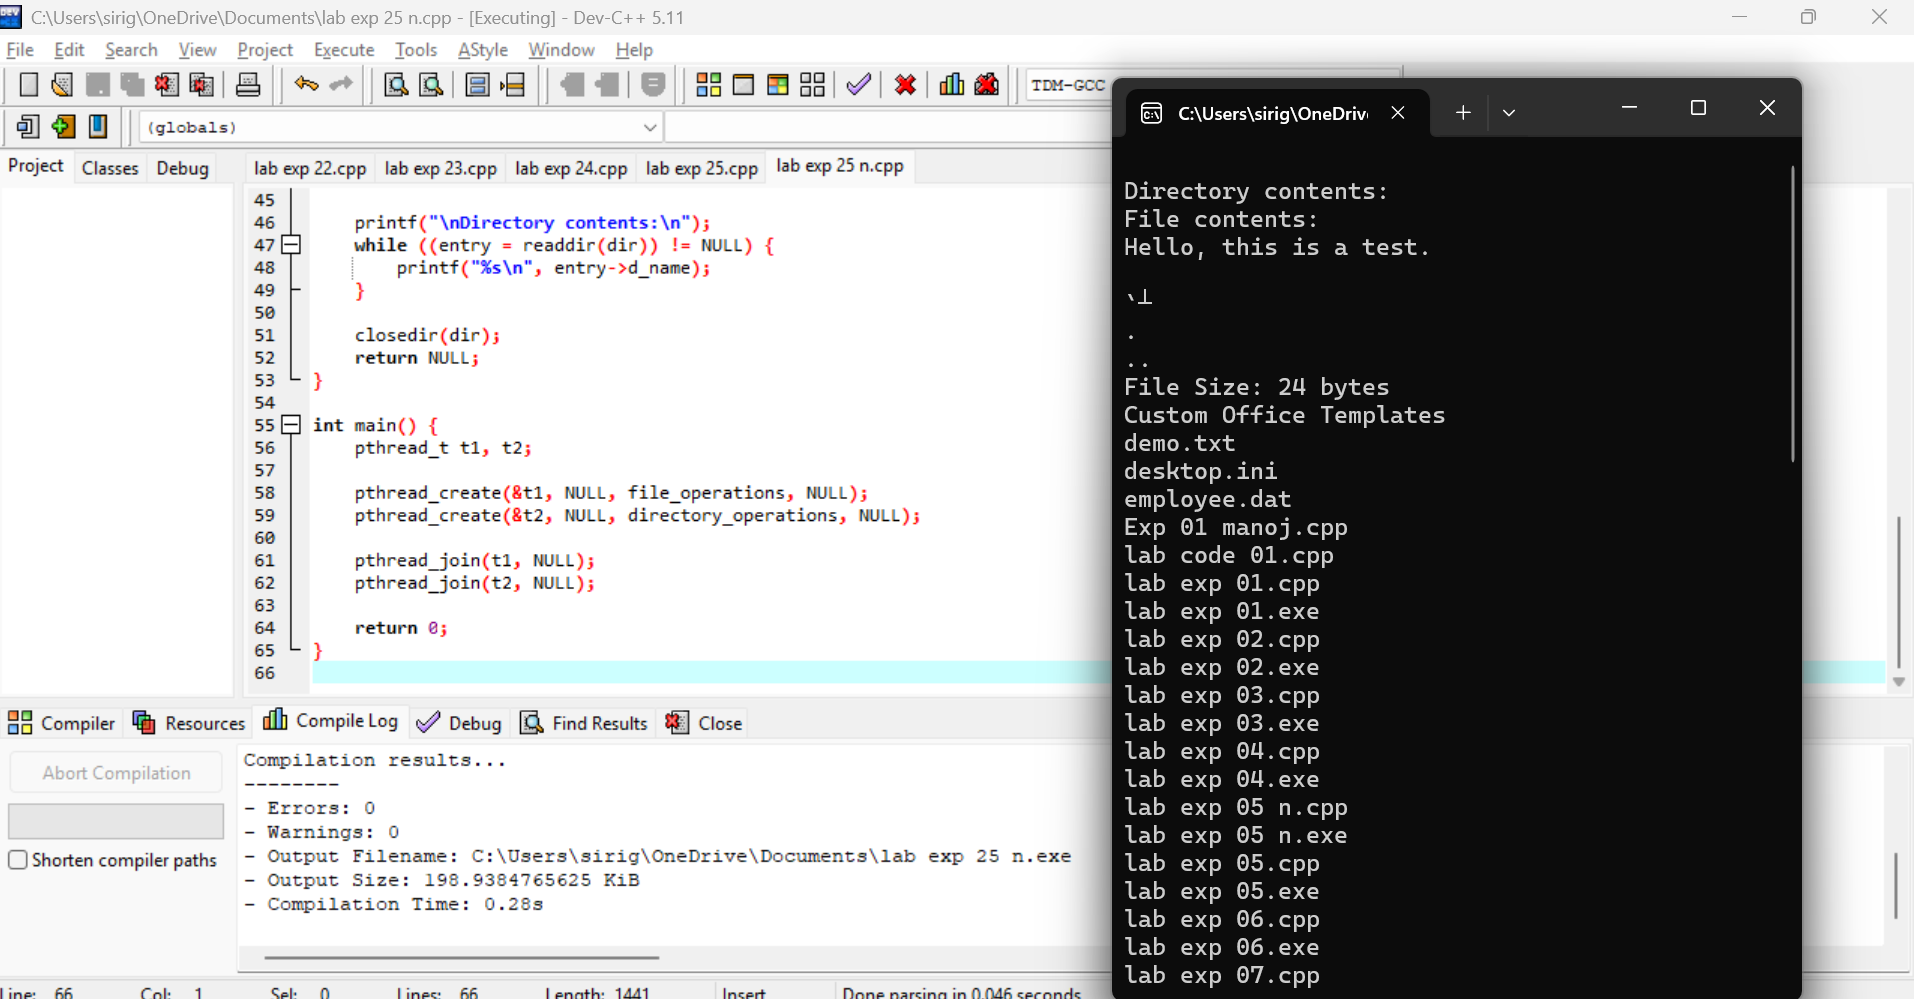 C:\Users\sirig\OneDrive\Documents\lab exp 25 n.cpp - [Executing] - Dev-C++ 5.11
File Edit Search View Project Execute Tools AStyle Window Help
TDM-GCC
(globals)
Project Classes Debug
lab exp 22.cpp lab exp 23.cpp lab exp 24.cpp lab exp 25.cpp lab exp 25 n.cpp
45
46 printf("\nDirectory contents:\n");
47 while ((entry = readdir(dir)) != NULL) {
48 printf("%s\n", entry->d_name);
49 }
50
51 closedir(dir);
52 return NULL;
53 }
54
55 int main() {
56 pthread_t t1, t2;
57
58 pthread_create(&t1, NULL, file_operations, NULL);
59 pthread_create(&t2, NULL, directory_operations, NULL);
60
61 pthread_join(t1, NULL);
62 pthread_join(t2, NULL);
63
64 return 0;
65 }
66
Compiler Resources Compile Log Debug Find Results Close
Abort Compilation
Shorten compiler paths
Compilation results...
--------
- Errors: 0
- Warnings: 0
- Output Filename: C:\Users\sirig\OneDrive\Documents\lab exp 25 n.exe
- Output Size: 198.9384765625 KiB
- Compilation Time: 0.28s
Line: 66 Col: 1 Sel: 0 Lines: 66 Length: 1441 Insert Done parsing in 0.046 seconds
C:\Users\sirig\OneDriv
Directory contents:
File contents:
Hello, this is a test.
.
..
File Size: 24 bytes
Custom Office Templates
demo.txt
desktop.ini
employee.dat
Exp 01 manoj.cpp
lab code 01.cpp
lab exp 01.cpp
lab exp 01.exe
lab exp 02.cpp
lab exp 02.exe
lab exp 03.cpp
lab exp 03.exe
lab exp 04.cpp
lab exp 04.exe
lab exp 05 n.cpp
lab exp 05 n.exe
lab exp 05.cpp
lab exp 05.exe
lab exp 06.cpp
lab exp 06.exe
lab exp 07.cpp